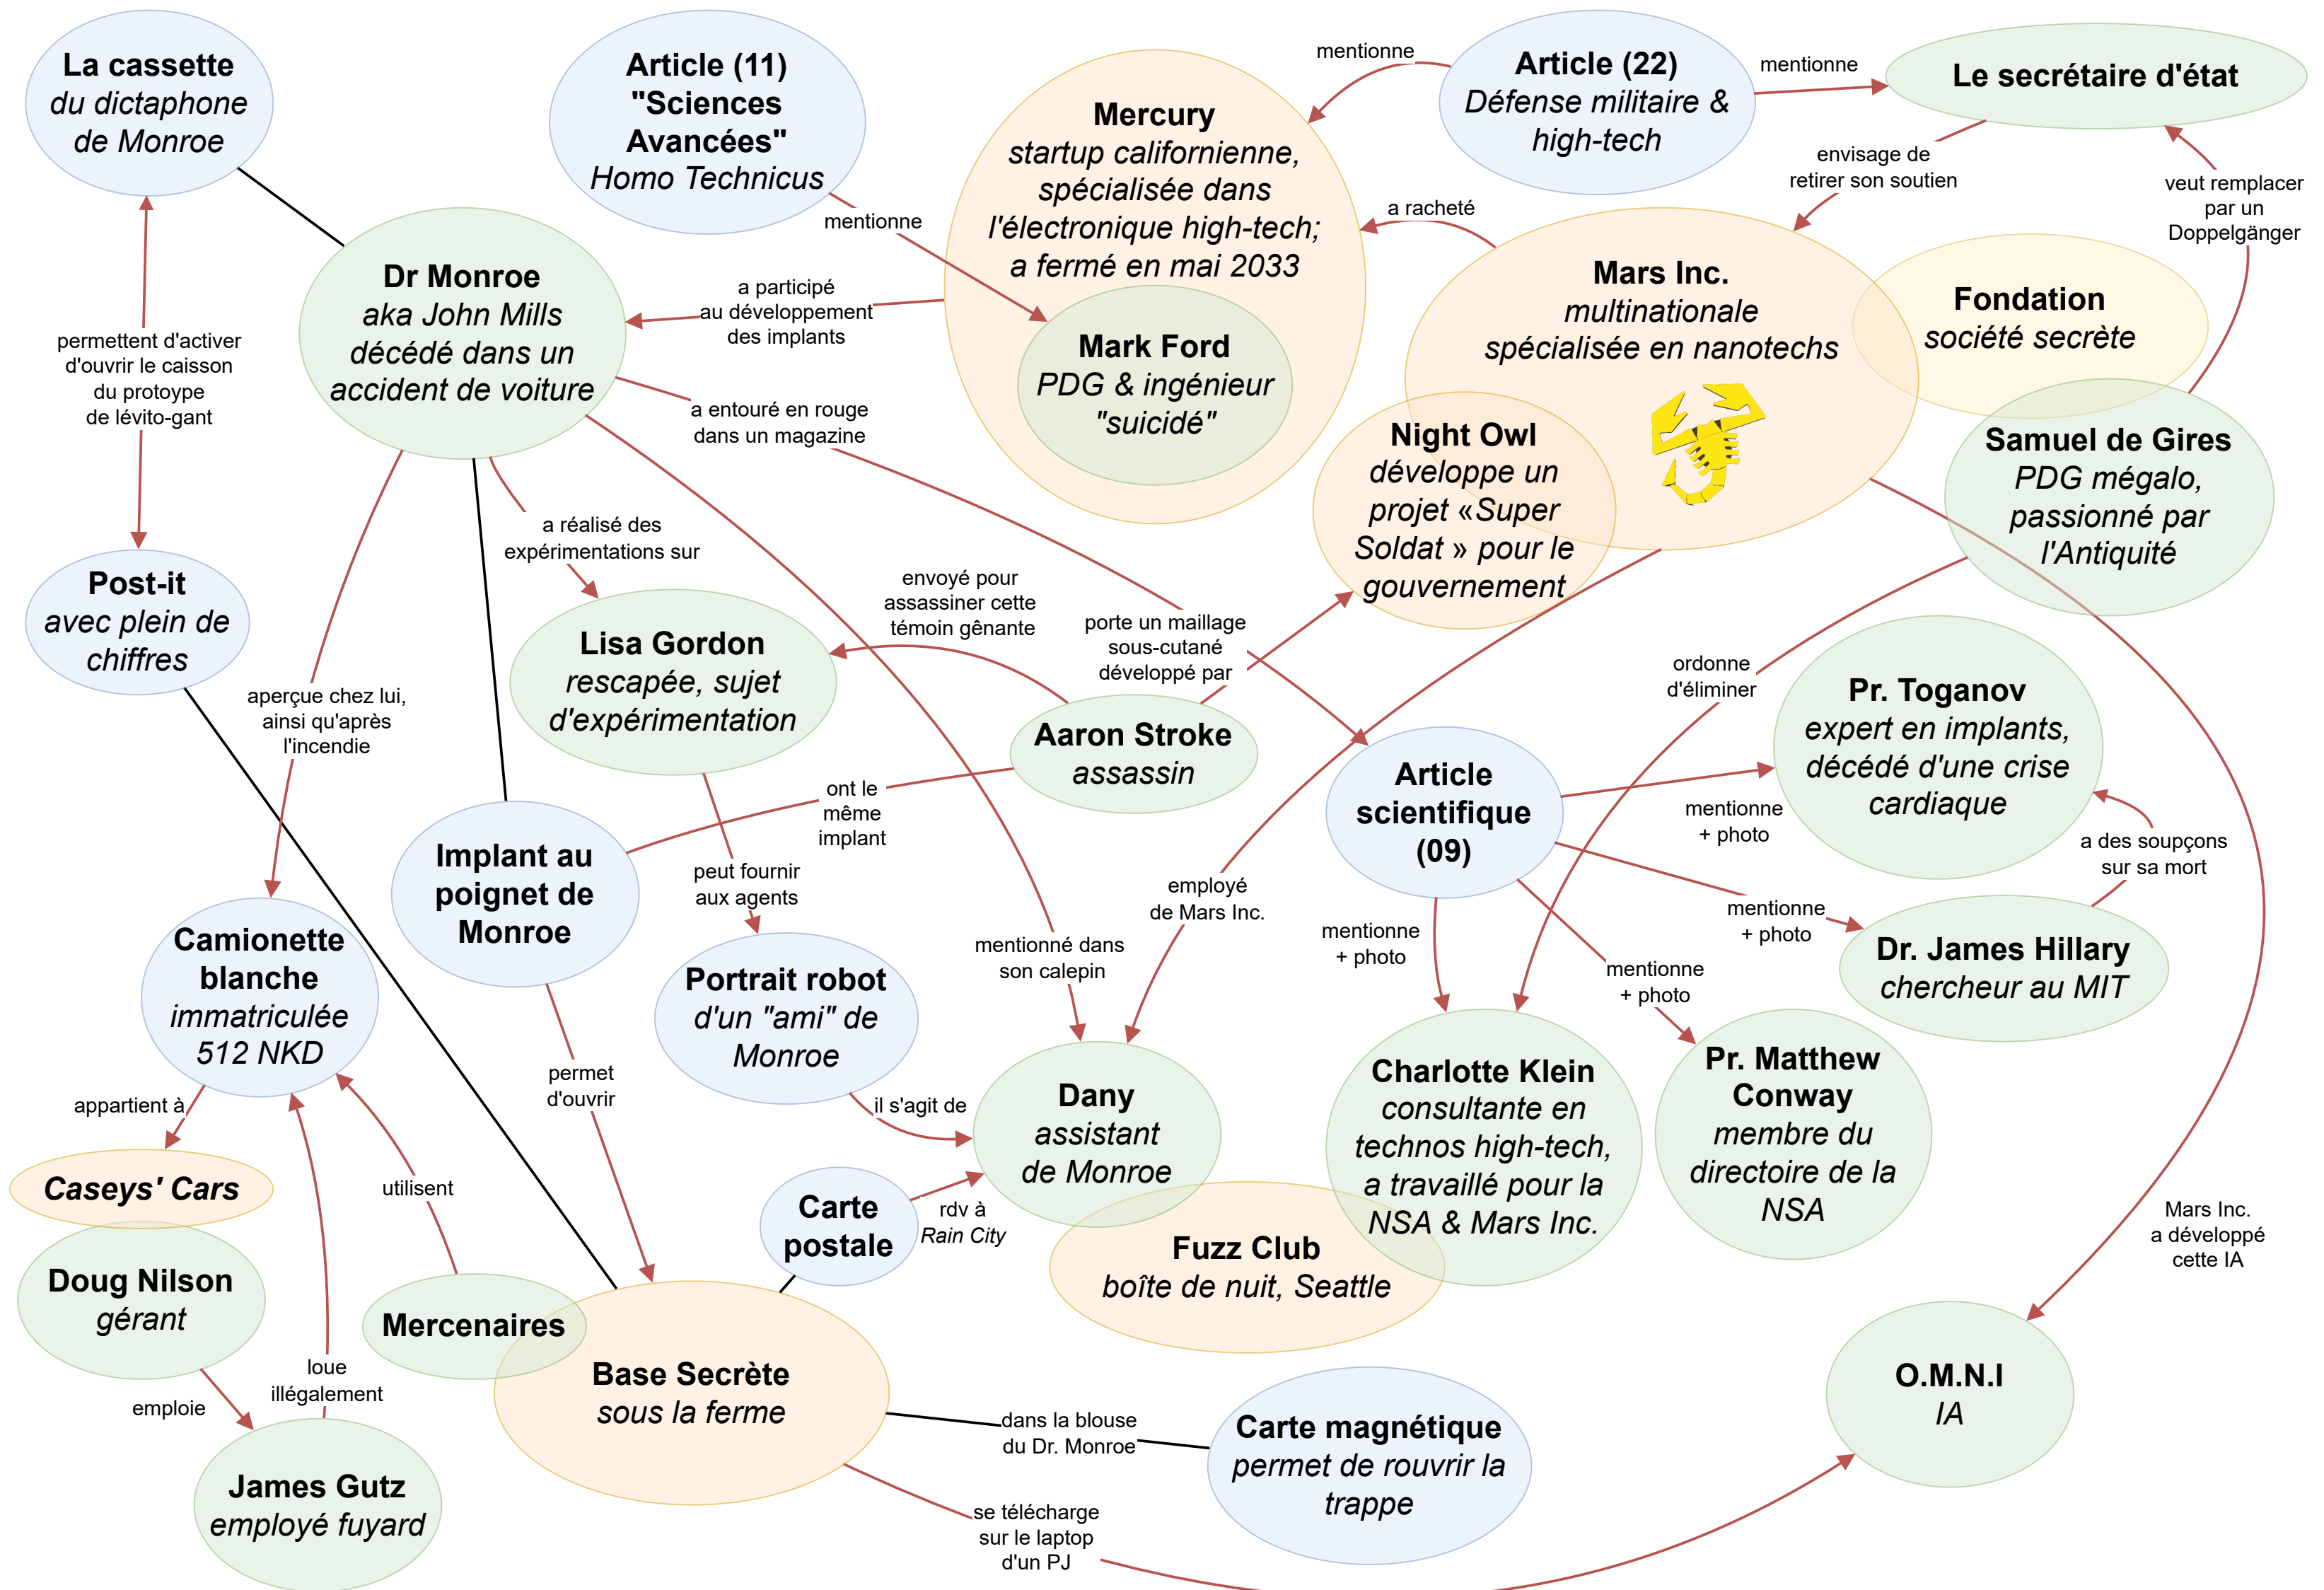 La cassette
du dictaphone
de Monroe
Article (11)
"Sciences
Avancées"
Homo Technicus
mentionne
Article (22)
Défense militaire &
high-tech
mentionne
Le secrétaire d'état
Mercury
startup californienne,
spécialisée dans
l'électronique high-tech;
a fermé en mai 2033
envisage de
retirer son soutien
veut remplacer
par un
Doppelgänger
mentionne
a racheté
Dr Monroe
aka John Mills
décédé dans un
accident de voiture
a participé
au développement
des implants
Mars Inc.
multinationale
spécialisée en nanotechs
Fondation
société secrète
Mark Ford
PDG & ingénieur
"suicidé"
permettent d'activer
d'ouvrir le caisson
du protoype
de lévito-gant
a entouré en rouge
dans un magazine
Night Owl
développe un
projet «Super
Soldat » pour le
gouvernement
Samuel de Gires
PDG mégalo,
passionné par
l'Antiquité
a réalisé des
expérimentations sur
Post-it
avec plein de
chiffres
envoyé pour
assassiner cette
témoin gênante
Lisa Gordon
rescapée, sujet
d'expérimentation
porte un maillage
sous-cutané
développé par
ordonne
d'éliminer
Pr. Toganov
expert en implants,
décédé d'une crise
cardiaque
aperçue chez lui,
ainsi qu'après
l'incendie
Aaron Stroke
assassin
Article
scientifique
(09)
ont le
même
implant
mentionne
+ photo
a des soupçons
sur sa mort
Implant au
poignet de
Monroe
peut fournir
aux agents
employé
de Mars Inc.
mentionne
+ photo
mentionne
+ photo
mentionné dans
son calepin
Dr. James Hillary
chercheur au MIT
Camionette
blanche
immatriculée
512 NKD
Portrait robot
d'un "ami" de
Monroe
mentionne
+ photo
permet
d'ouvrir
appartient à
il s'agit de
Dany
assistant
de Monroe
Charlotte Klein
consultante en
technos high-tech,
a travaillé pour la
NSA & Mars Inc.
Pr. Matthew
Conway
membre du
directoire de la
NSA
Caseys' Cars
utilisent
Carte
postale
rdv à
Rain City
Mars Inc.
a développé
cette IA
Fuzz Club
boîte de nuit, Seattle
Doug Nilson
gérant
Mercenaires
loue
illégalement
emploie
Base Secrète
sous la ferme
O.M.N.I
IA
dans la blouse
du Dr. Monroe
Carte magnétique
permet de rouvrir la
trappe
James Gutz
employé fuyard
se télécharge
sur le laptop
d'un PJ